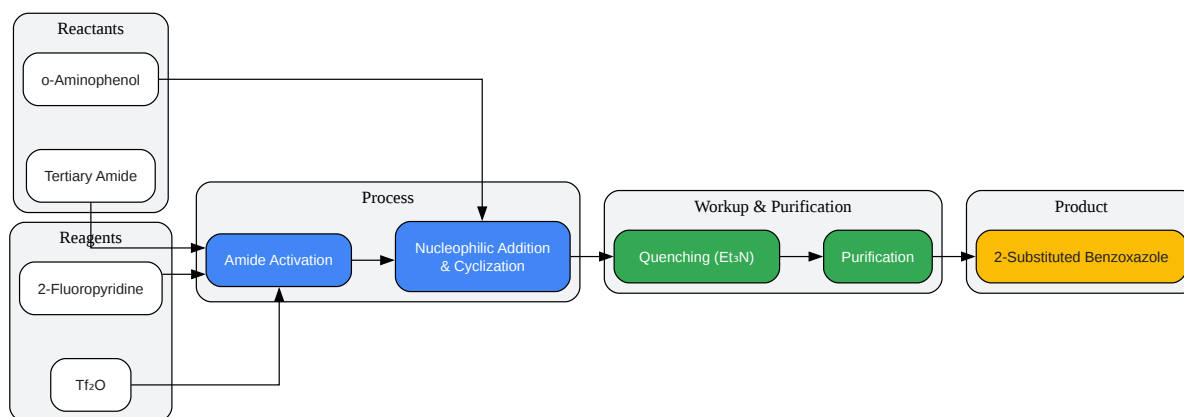 Reactants
o-Aminophenol
Tertiary Amide
Reagents
2-Fluoropyridine
Tf₂O
Process
Amide Activation
Nucleophilic Addition
& Cyclization
Workup & Purification
Quenching (Et₃N)
Purification
Product
2-Substituted Benzoxazole